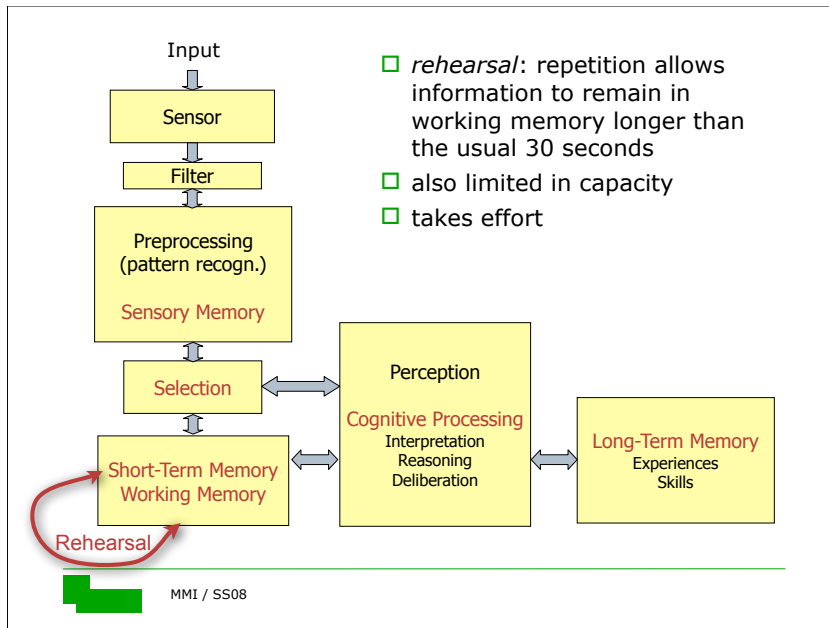 Input
Sensor
Filter
Preprocessing
(pattern recogn.)
Sensory Memory
Selection
Short-Term Memory
Working Memory
Rehearsal
Perception
Cognitive Processing
Interpretation
Reasoning
Deliberation
Long-Term Memory
Experiences
Skills
rehearsal: repetition allows
information to remain in
working memory longer than
the usual 30 seconds
also limited in capacity
takes effort
MMI / SS08